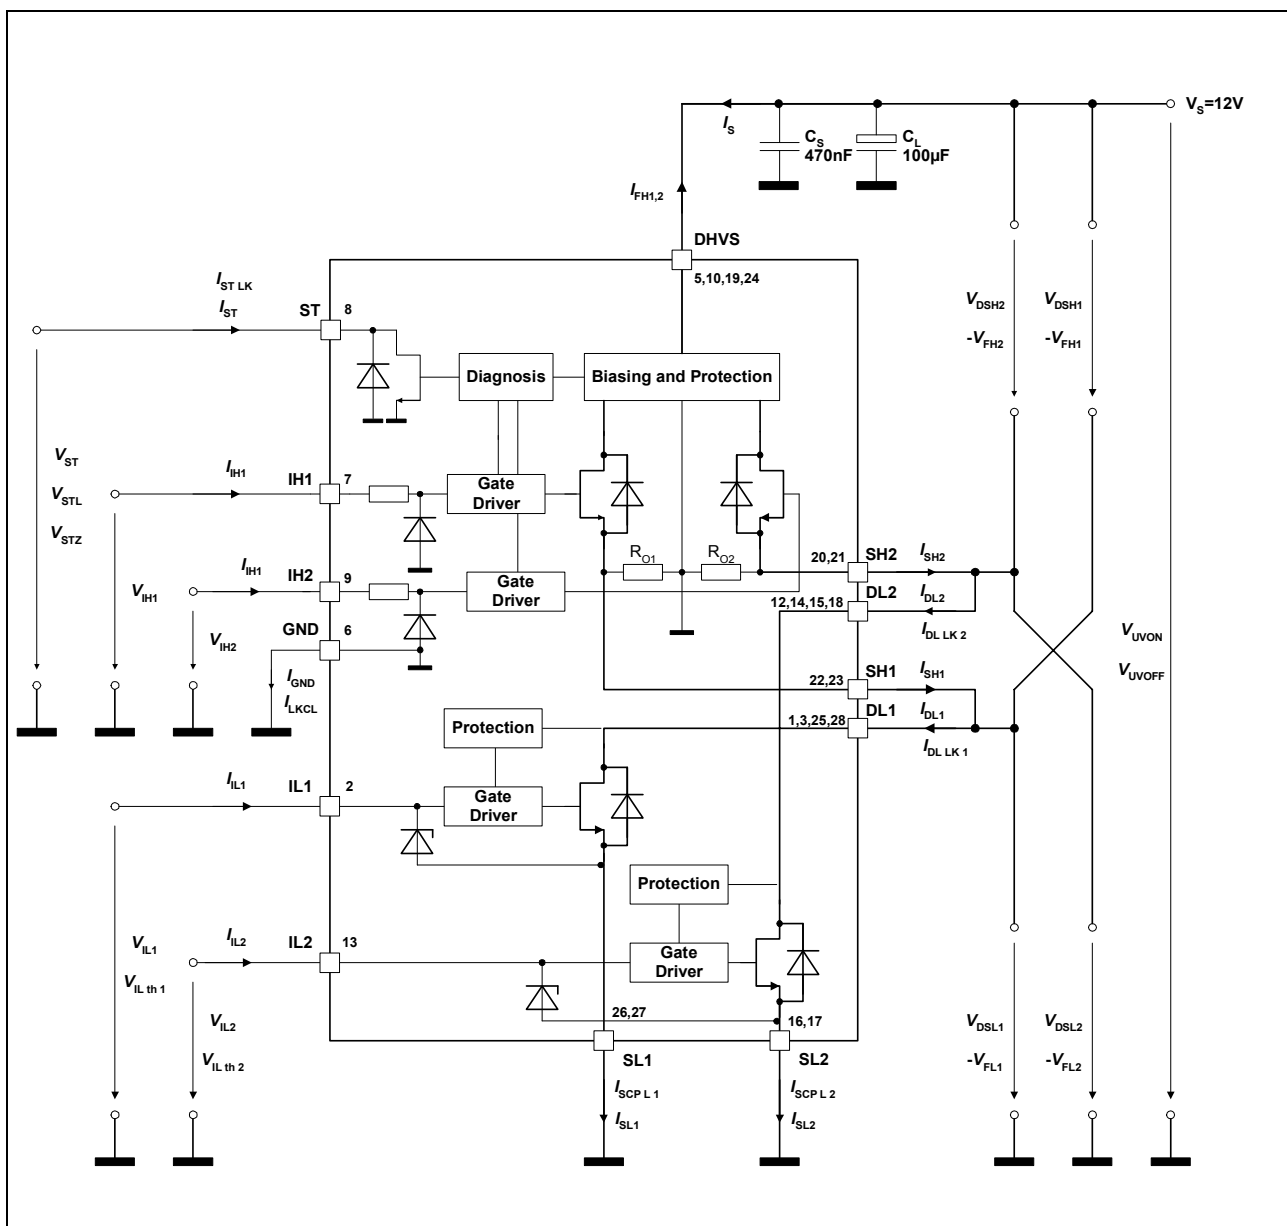 V_S=12V
I_S
C_S
470nF
C_L
100µF
I_FH1,2
DHVS
5,10,19,24
I_ST LK
I_ST
ST
8
V_DSH2
-V_FH2
V_DSH1
-V_FH1
Diagnosis
Biasing and Protection
V_ST
V_STL
V_STZ
I_IH1
IH1
7
Gate
Driver
R_O1
R_O2
20,21
SH2
I_SH2
I_IH1
IH2
9
Gate
Driver
DL2
I_DL2
12,14,15,18
I_DL LK 2
V_IH1
V_IH2
GND
6
I_GND
I_LKCL
V_UVON
V_UVOFF
SH1
I_SH1
22,23
DL1
I_DL1
1,3,25,28
I_DL LK 1
Protection
I_IL1
IL1
2
Gate
Driver
Protection
V_IL1
V_IL th 1
I_IL2
IL2
13
Gate
Driver
V_IL2
V_IL th 2
26,27
16,17
SL1
SL2
V_DSL1
-V_FL1
V_DSL2
-V_FL2
I_SCP L 1
I_SL1
I_SCP L 2
I_SL2